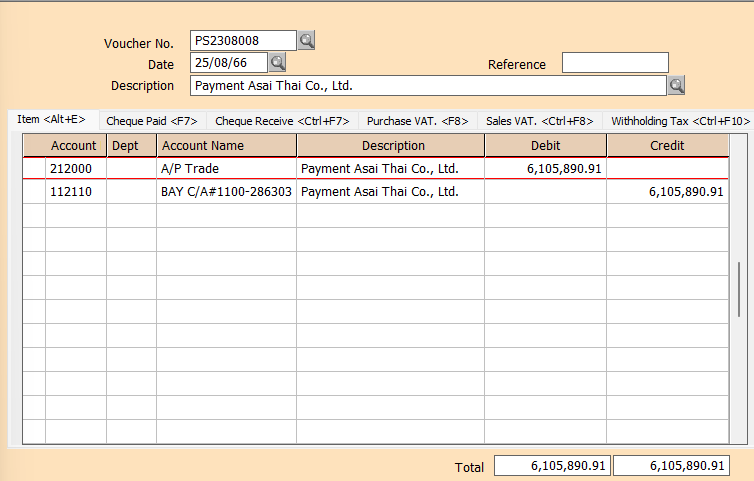 Voucher No. PS2308008
Date 25/08/66 Reference
Description Payment Asai Thai Co., Ltd.
Item <Alt+E> Cheque Paid <F7> Cheque Receive <Ctrl+F7> Purchase VAT. <F8> Sales VAT. <Ctrl+F8> Withholding Tax <Ctrl+F10>
Account Dept Account Name Description Debit Credit
212000 A/P Trade Payment Asai Thai Co., Ltd. 6,105,890.91
112110 BAY C/A#1100-286303 Payment Asai Thai Co., Ltd. 6,105,890.91
Total 6,105,890.91 6,105,890.91